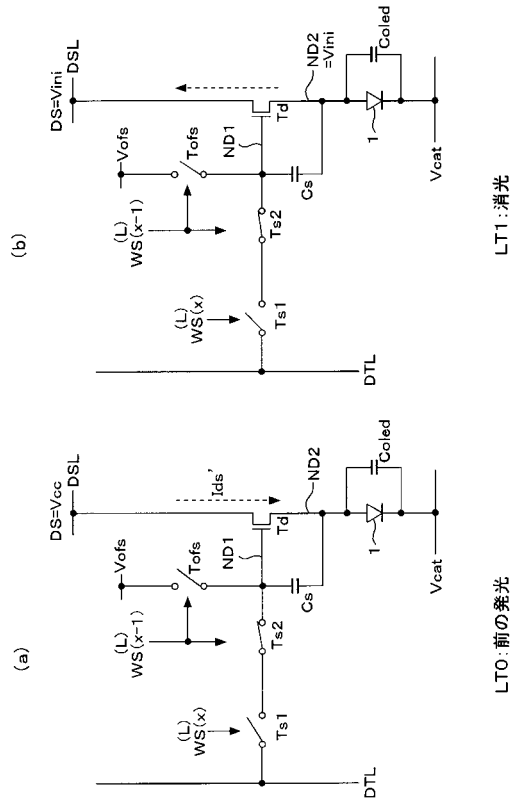 (a)
DS=Vcc
DSL
Vofs
(L)
WS(x-1)
Tofs
Ids'
(L)
WS(x)
ND1
Ts1
Ts2
Td
Cs
ND2
DTL
1
Coled
Vcat
LT0:前の発光
(b)
DS=Vini
DSL
Vofs
(L)
WS(x-1)
Tofs
(L)
WS(x)
ND1
Ts1
Ts2
Td
Cs
ND2
=Vini
DTL
1
Coled
Vcat
LT1:消光